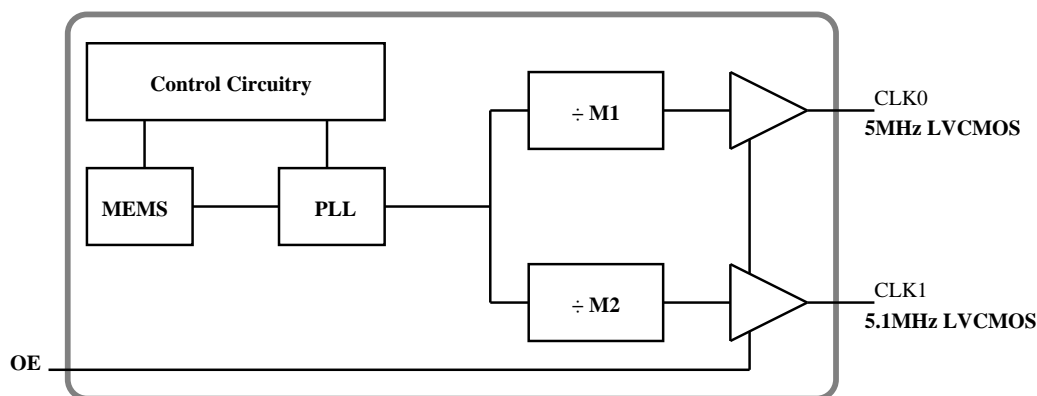 Control Circuitry
÷ M1
CLK0
5MHz LVCMOS
MEMS
PLL
÷ M2
CLK1
5.1MHz LVCMOS
OE